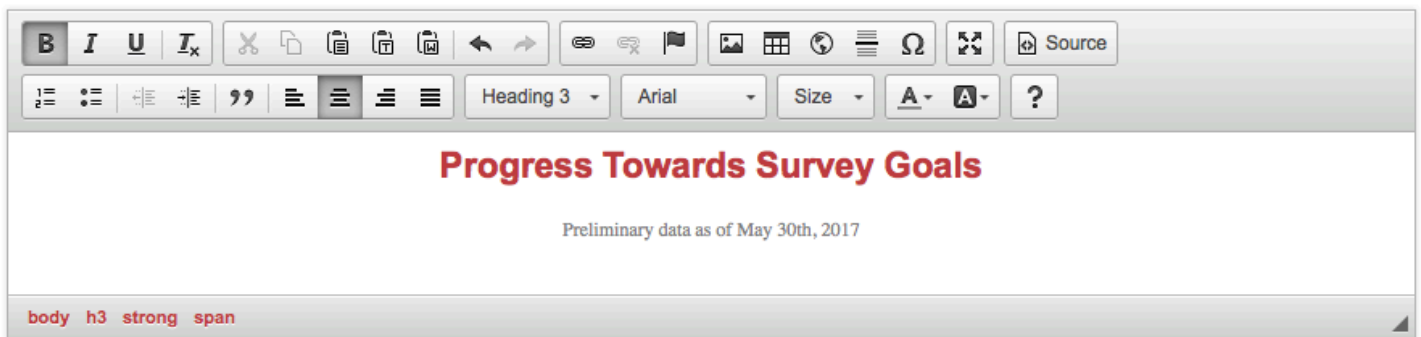 B I U Tx Source
Heading 3 Arial Size A A ?
Progress Towards Survey Goals
Preliminary data as of May 30th, 2017
body h3 strong span